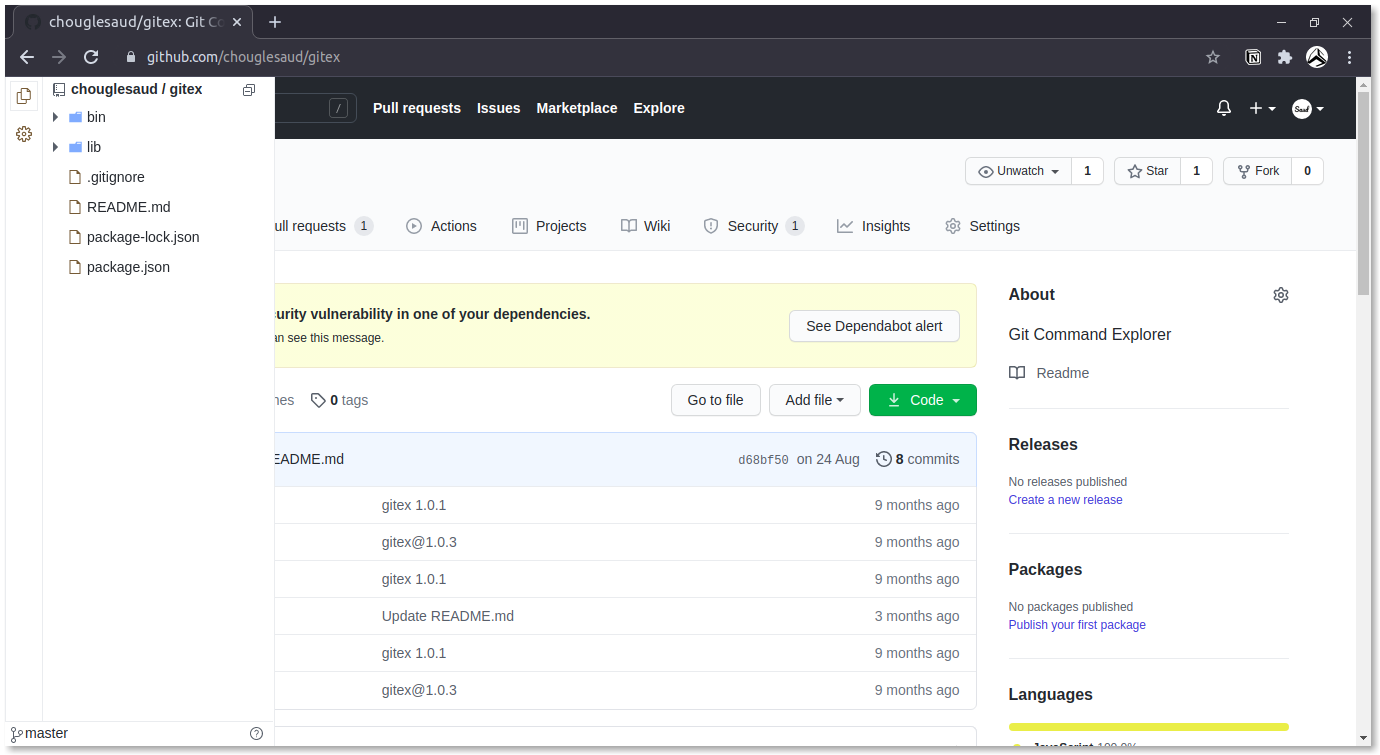 chouglesaud/gitex: Git Co
github.com/chouglesaud/gitex
chouglesaud / gitex
bin
lib
.gitignore
README.md
package-lock.json
package.json
master
/
Pull requests Issues Marketplace Explore
Saud
Unwatch 1 Star 1 Fork 0
ull requests 1 Actions Projects Wiki Security 1 Insights Settings
urity vulnerability in one of your dependencies.
an see this message.
See Dependabot alert
hes 0 tags
Go to file Add file Code
EADME.md d68bf50 on 24 Aug 8 commits
gitex 1.0.1 9 months ago
gitex@1.0.3 9 months ago
gitex 1.0.1 9 months ago
Update README.md 3 months ago
gitex 1.0.1 9 months ago
gitex@1.0.3 9 months ago
About
Git Command Explorer
Readme
Releases
No releases published
Create a new release
Packages
No packages published
Publish your first package
Languages
JavaScript 100.0%